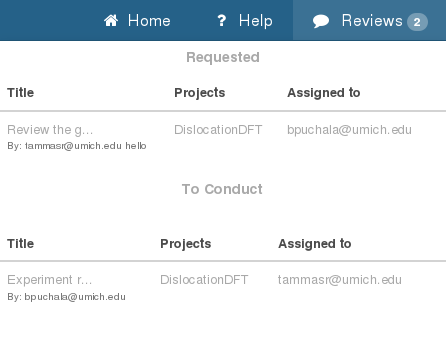 Home ? Help Reviews 2
Requested
Title Projects Assigned to
Review the g... DislocationDFT bpuchala@umich.edu
By: tammasr@umich.edu hello
To Conduct
Title Projects Assigned to
Experiment r... DislocationDFT tammasr@umich.edu
By: bpuchala@umich.edu